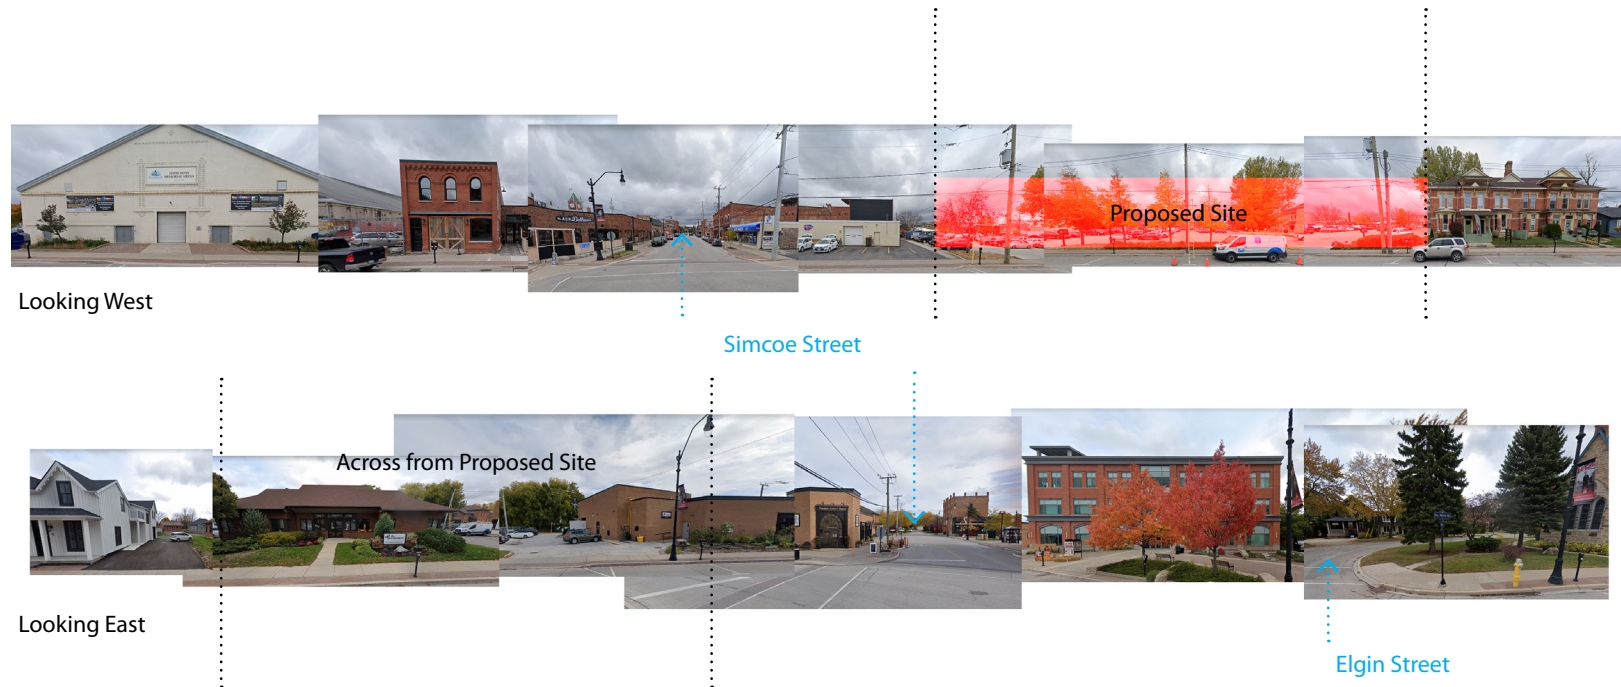 Proposed Site
Looking West
Simcoe Street
Across from Proposed Site
Looking East
Elgin Street